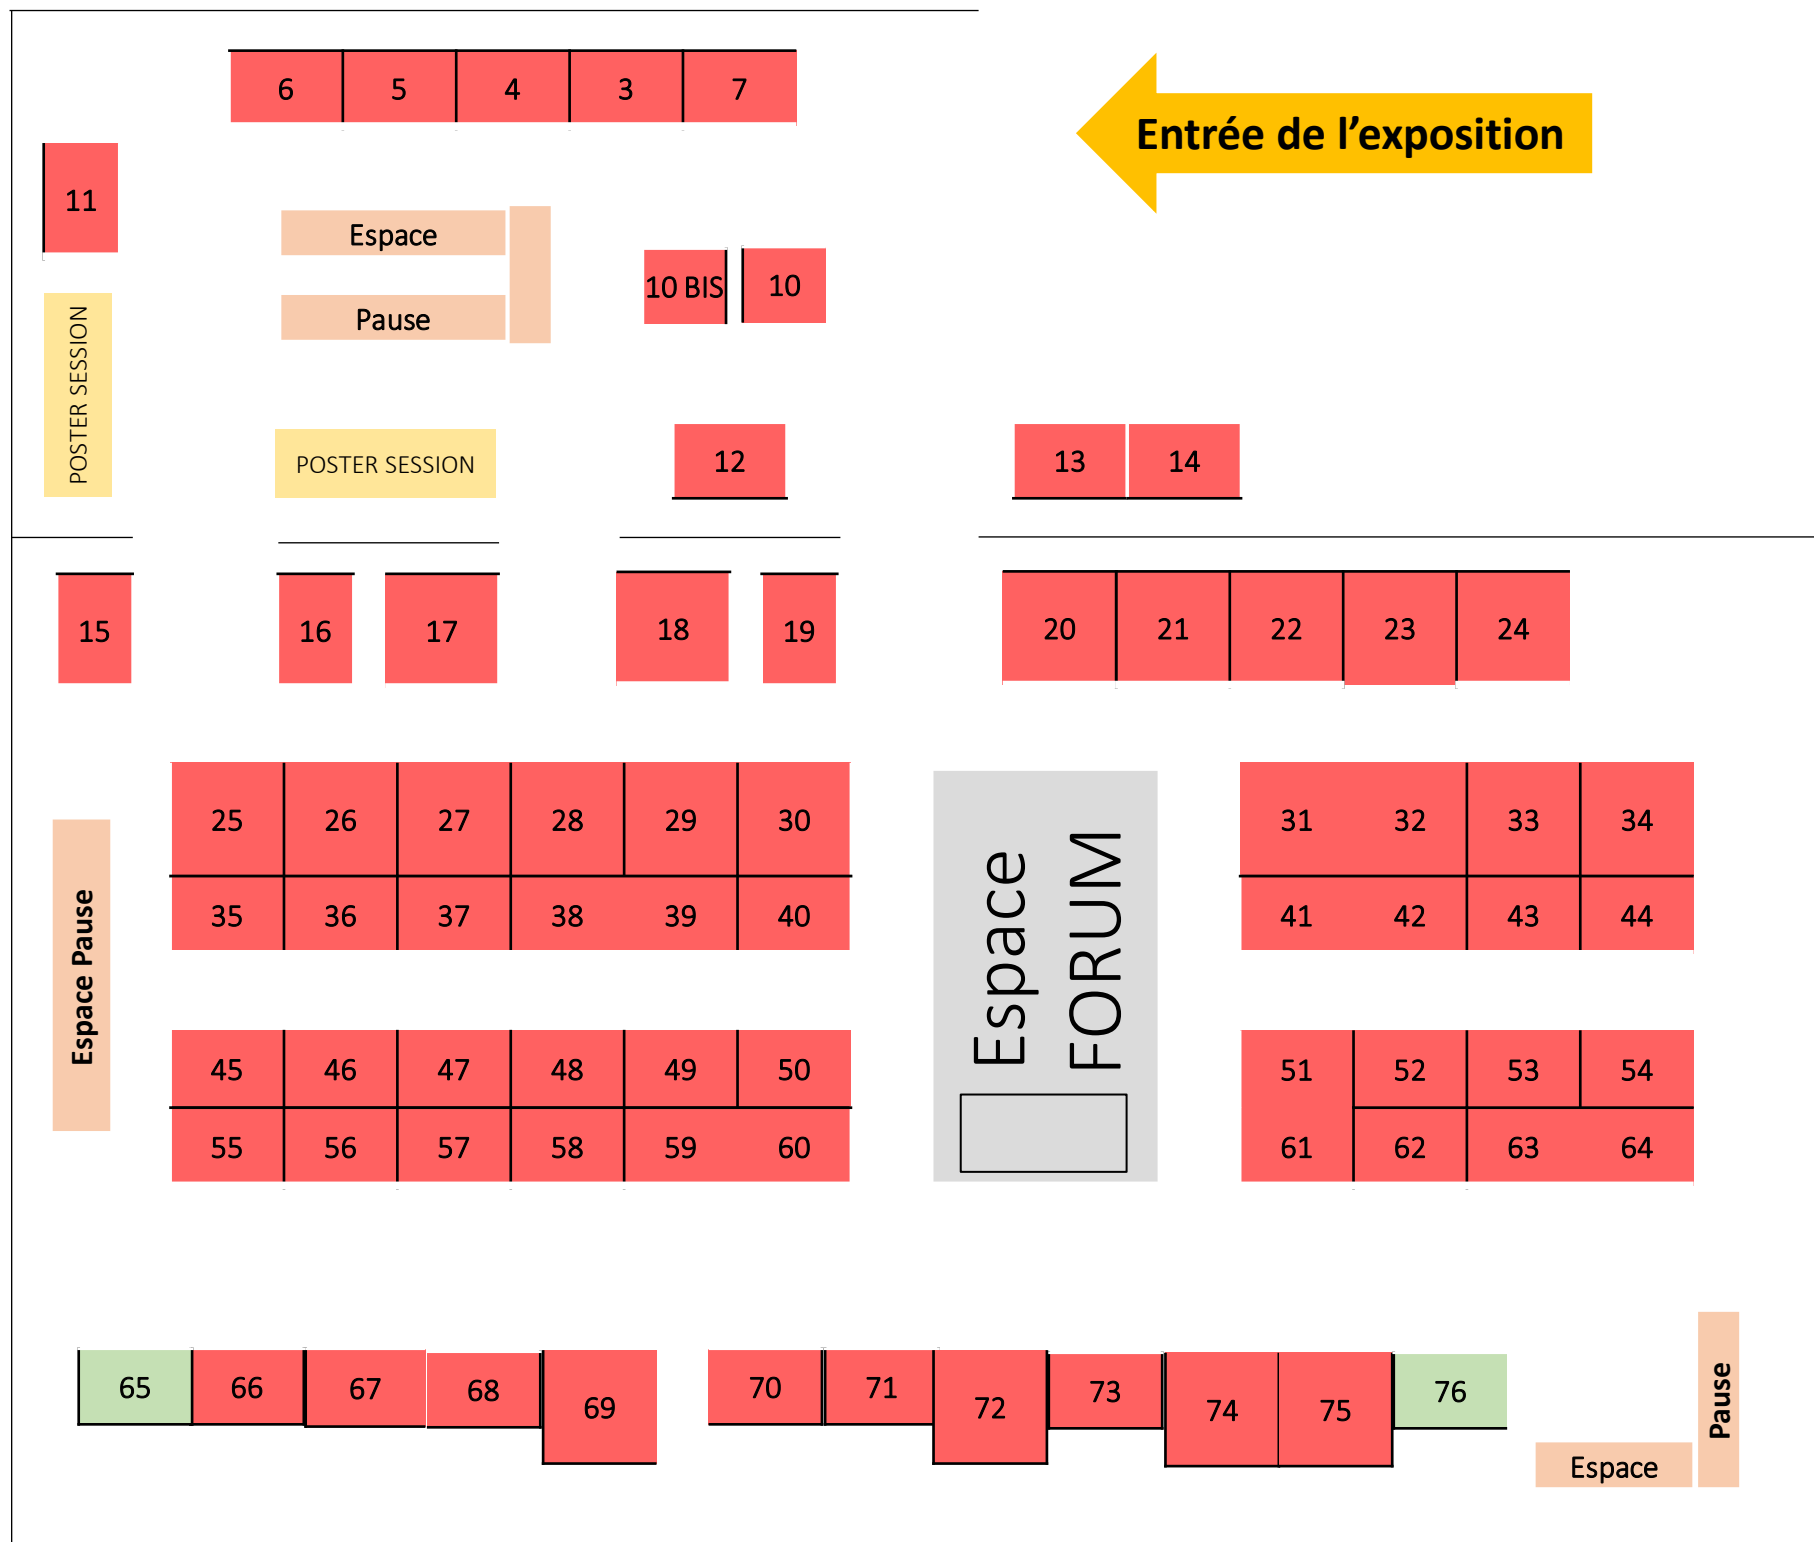 6 5 4 3 7
Entrée de l’exposition
11
Espace
Pause
10 BIS 10
POSTER SESSION
POSTER SESSION
12 13 14
15 16 17 18 19 20 21 22 23 24
25 26 27 28 29 30 31 32 33 34
35 36 37 38 39 40 41 42 43 44
Espace Pause
Espace
FORUM
45 46 47 48 49 50 51 52 53 54
55 56 57 58 59 60 61 62 63 64
65 66 67 68 69 70 71 72 73 74 75 76
Espace
Pause